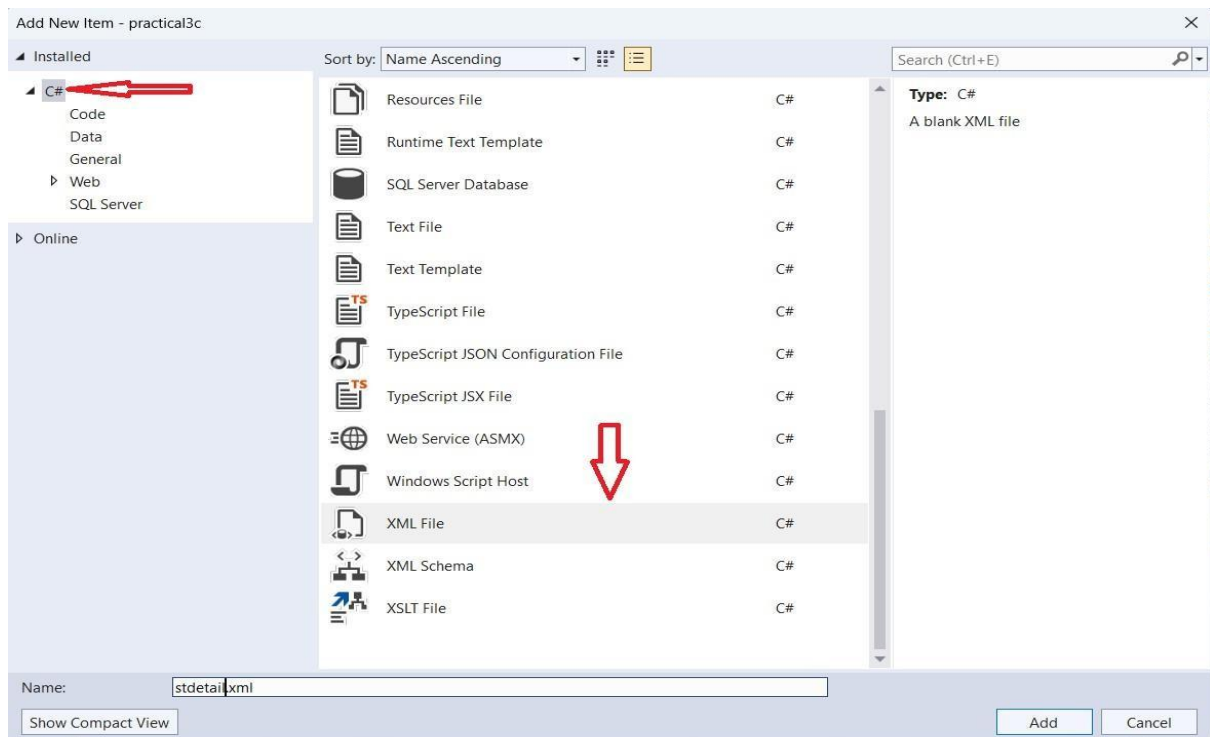 Add New Item - practical3c
Installed
Sort by: Name Ascending
Search (Ctrl+E)
C#
Code
Data
General
Web
SQL Server
Online
Resources File C#
Runtime Text Template C#
SQL Server Database C#
Text File C#
Text Template C#
TS
TypeScript File C#
TypeScript JSON Configuration File C#
TS
TypeScript JSX File C#
Web Service (ASMX) C#
Windows Script Host C#
XML File C#
XML Schema C#
XSLT File C#
Type: C#
A blank XML file
Name: stdetail.xml
Show Compact View
Add
Cancel